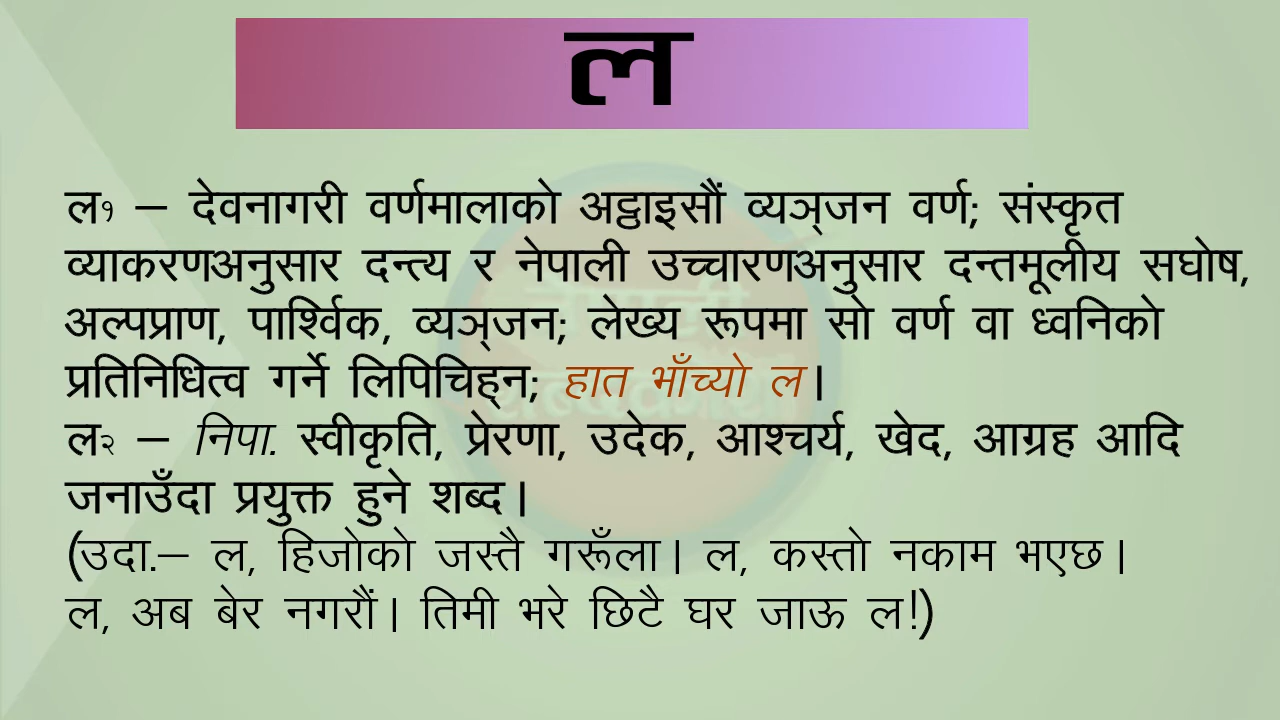 ल
ल१ – देवनागरी वर्णमालाको अट्ठाइसौं व्यञ्जन वर्ण; संस्कृत
व्याकरणअनुसार दन्त्य र नेपाली उच्चारणअनुसार दन्तमूलीय सघोष,
अल्पप्राण, पार्श्विक, व्यञ्जन; लेख्य रूपमा सो वर्ण वा ध्वनिको
प्रतिनिधित्व गर्ने लिपिचिह्न; हात भाँच्यो ल।
ल२ – निपा. स्वीकृति, प्रेरणा, उदेक, आश्चर्य, खेद, आग्रह आदि
जनाउँदा प्रयुक्त हुने शब्द।
(उदा.– ल, हिजोको जस्तै गरूँला। ल, कस्तो नकाम भएछ।
ल, अब बेर नगरौं। तिमी भरे छिटै घर जाऊ ल!)